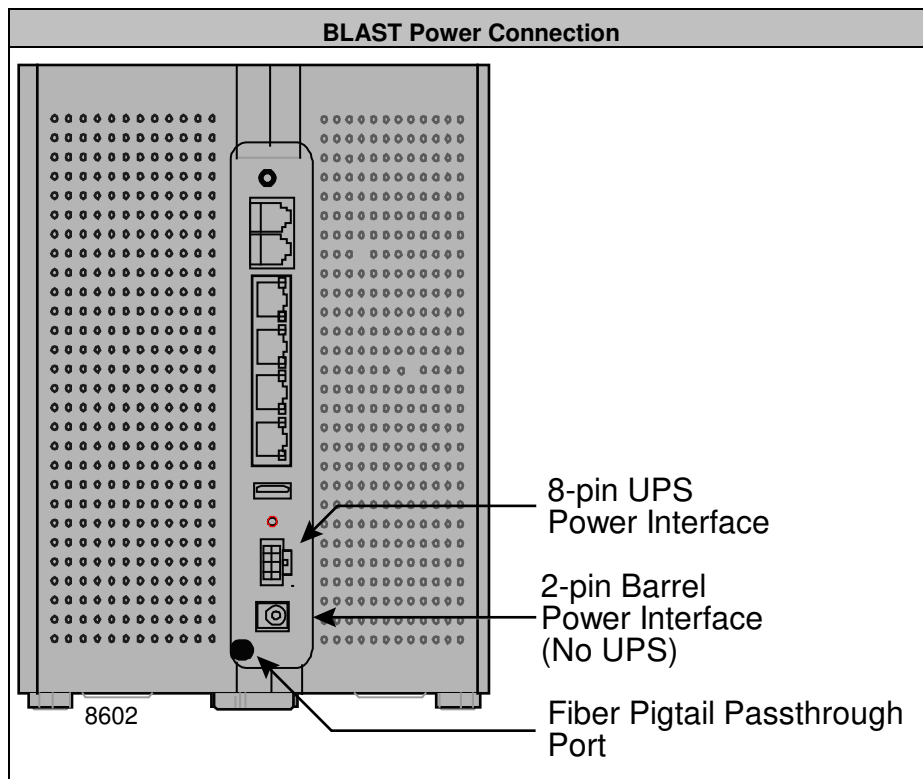 BLAST Power Connection
8-pin UPS
Power Interface
2-pin Barrel
Power Interface
(No UPS)
Fiber Pigtail Passthrough
Port
8602